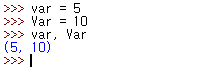 >>> var = 5
>>> Var = 10
>>> var, Var
(5, 10)
>>>